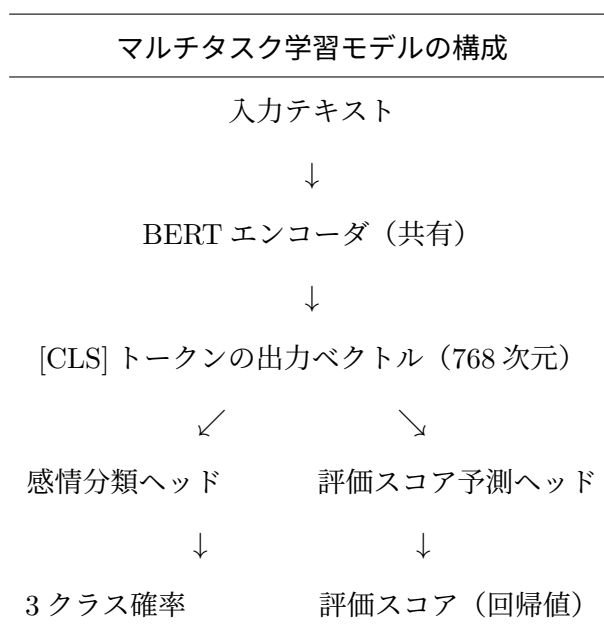 マルチタスク学習モデルの構成
入力テキスト
↓
BERT エンコーダ（共有）
↓
[CLS] トークンの出力ベクトル（768 次元）
↙ ↘
感情分類ヘッド 評価スコア予測ヘッド
↓ ↓
3 クラス確率 評価スコア（回帰値）